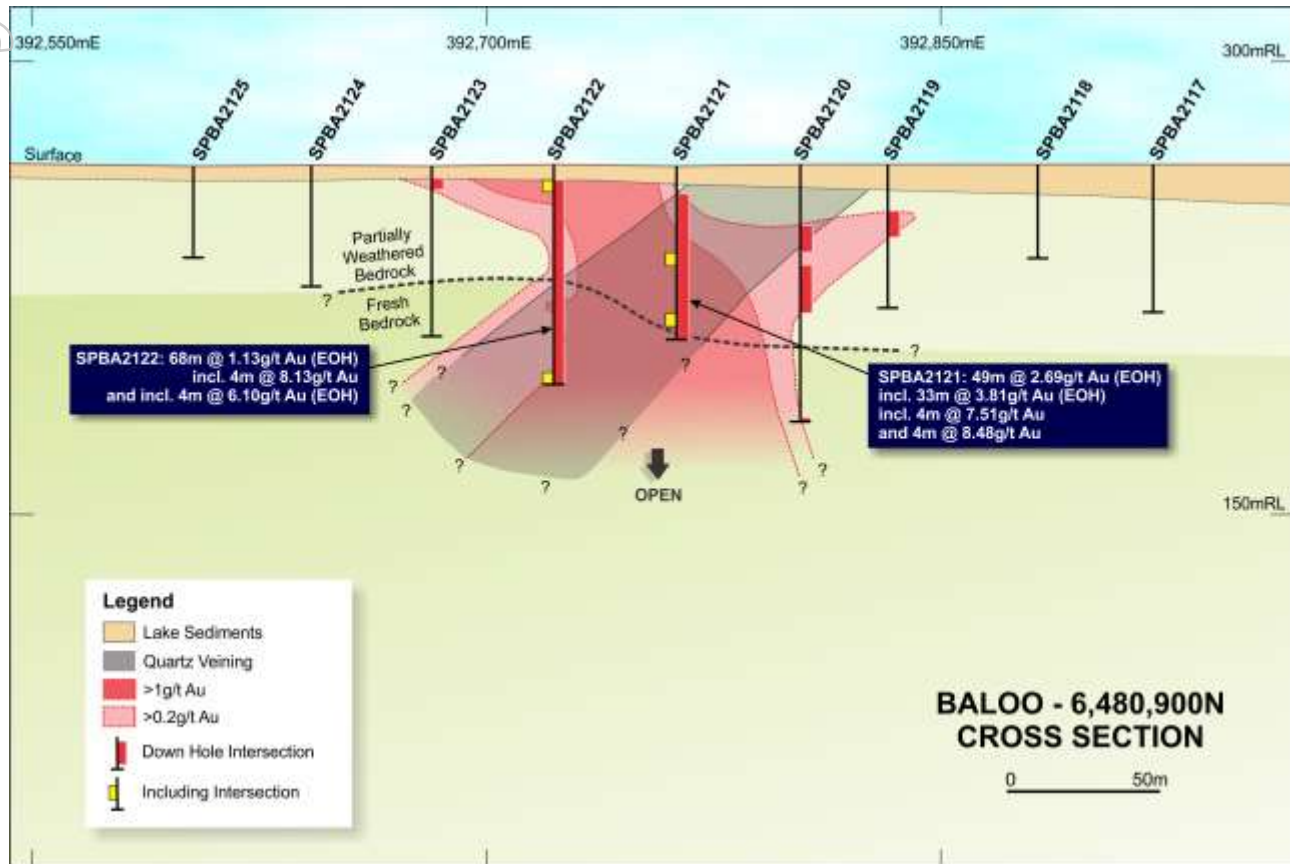 392,550mE
392,700mE
392,850mE
300mRL
SPBA2125
SPBA2124
SPBA2123
SPBA2122
SPBA2121
SPBA2120
SPBA2119
SPBA2118
SPBA2117
Surface
Partially
Weathered
Bedrock
?
Fresh
Bedrock
?
SPBA2122: 68m @ 1.13g/t Au (EOH)
incl. 4m @ 8.13g/t Au
and incl. 4m @ 6.10g/t Au (EOH)
SPBA2121: 49m @ 2.69g/t Au (EOH)
incl. 33m @ 3.81g/t Au (EOH)
incl. 4m @ 7.51g/t Au
and 4m @ 8.48g/t Au
?
?
?
?
?
?
?
?
?
OPEN
150mRL
Legend
Lake Sediments
Quartz Veining
>1g/t Au
>0.2g/t Au
Down Hole Intersection
Including Intersection
BALOO - 6,480,900N
CROSS SECTION
0 50m